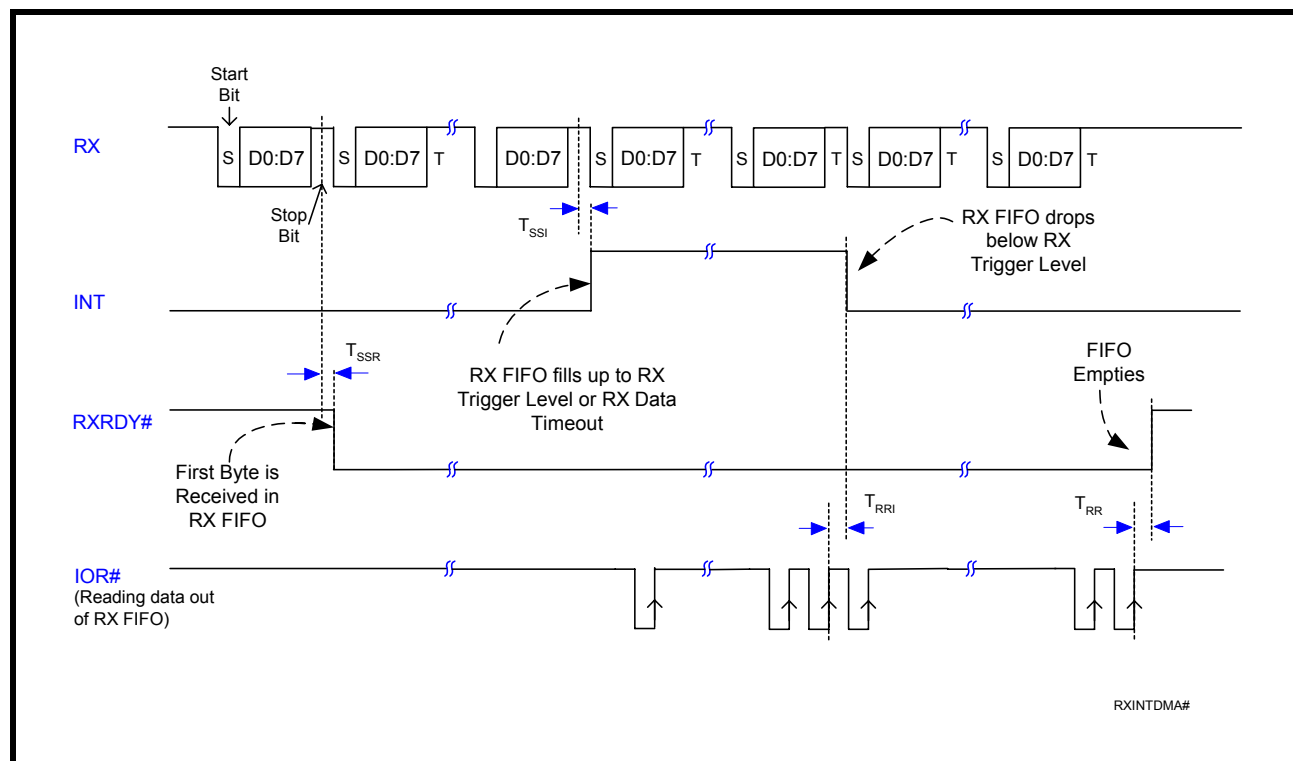 Start
Bit
RX
S
D0:D7
S
D0:D7
T
D0:D7
S
D0:D7
T
S
D0:D7
T
S
D0:D7
T
S
D0:D7
T
Stop
Bit
TSSI
RX FIFO drops
below RX
Trigger Level
INT
TSSR
RX FIFO fills up to RX
Trigger Level or RX Data
Timeout
FIFO
Empties
RXRDY#
First Byte is
Received in
RX FIFO
TRRI
TRR
IOR#
(Reading data out
of RX FIFO)
RXINTDMA#